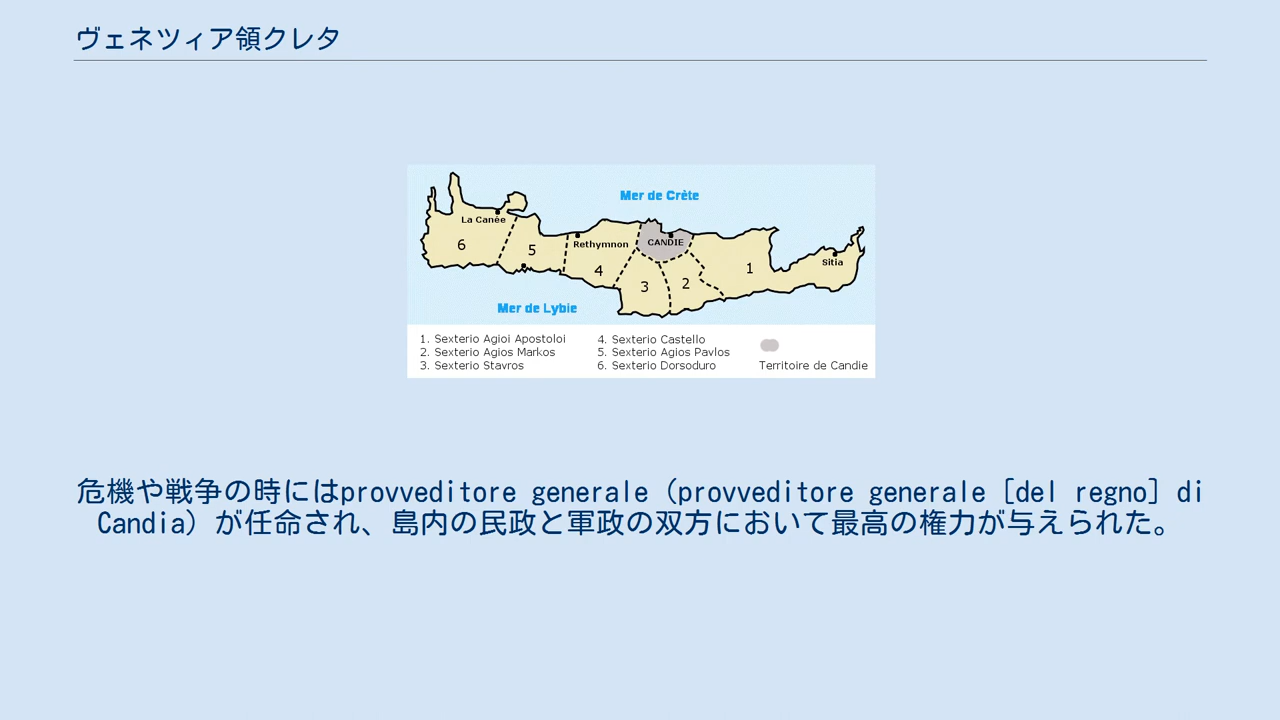 ヴェネツィア領クレタ
Mer de Crète
La Canée
Rethymnon
CANDIE
Sitia
6
5
4
3
2
1
Mer de Lybie
1. Sexterio Agioi Apostoloi
2. Sexterio Agios Markos
3. Sexterio Stavros
4. Sexterio Castello
5. Sexterio Agios Pavlos
6. Sexterio Dorsoduro
Territoire de Candie
危機や戦争の時にはprovveditore generale（provveditore generale [del regno] di
Candia）が任命され、島内の民政と軍政の双方において最高の権力が与えられた。